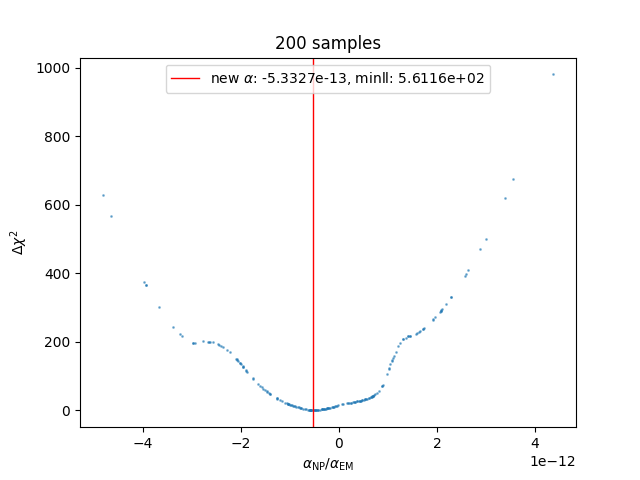 200 samples
new α: -5.3327e-13, minll: 5.6116e+02
1000
800
600
400
200
0
Δχ²
−4 −2 0 2 4
1e−12
α_NP/α_EM